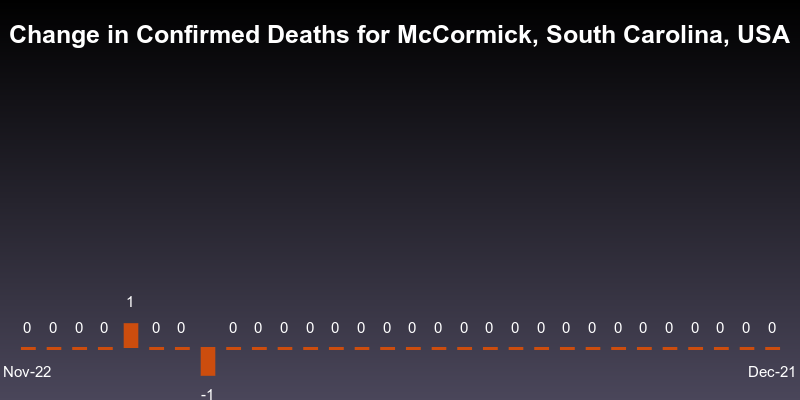 Change in Confirmed Deaths for McCormick, South Carolina, USA
1
0 0 0 0 0 0 0 0 0 0 0 0 0 0 0 0 0 0 0 0 0 0 0 0 0 0 0 0
Nov-22 Dec-21
-1